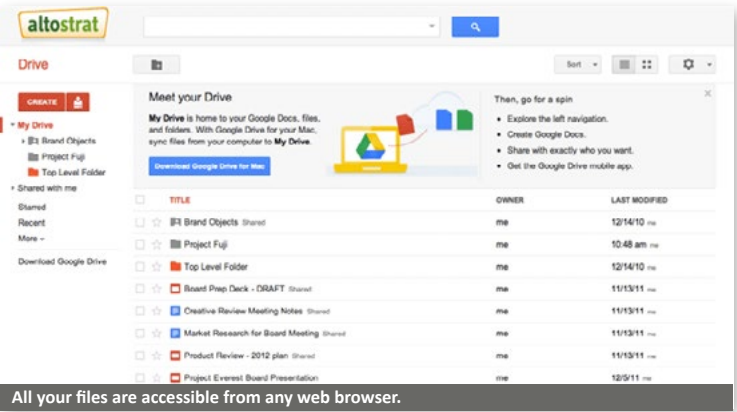 altostrat
Drive
Sort
CREATE
Meet your Drive
My Drive is home to your Google Docs, files,
and folders. With Google Drive for your Mac,
sync files from your computer to My Drive.
Download Google Drive for Mac
Then, go for a spin
Explore the left navigation.
Create Google Docs.
Share with exactly who you want.
Get the Google Drive mobile app.
My Drive
Brand Objects
Project Fuji
Top Level Folder
Shared with me
Starred
Recent
More
Download Google Drive
TITLE OWNER LAST MODIFIED
Brand Objects Shared me 12/14/10 me
Project Fuji me 10:48 am me
Top Level Folder me 12/14/10 me
Board Prep Deck - DRAFT Shared me 11/13/11 me
Creative Review Meeting Notes Shared me 11/13/11 me
Market Research for Board Meeting Shared me 11/13/11 me
Product Review - 2012 plan Shared me 11/13/11 me
Project Everest Board Presentation me 12/5/11 me
All your files are accessible from any web browser.